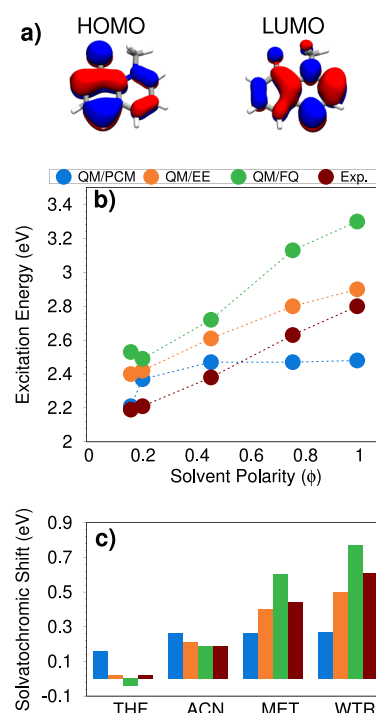 a)
HOMO
LUMO
QM/PCM QM/EE QM/FQ Exp.
b)
Excitation Energy (eV)
3.4
3.2
3
2.8
2.6
2.4
2.2
2
0 0.2 0.4 0.6 0.8 1
Solvent Polarity (ϕ)
c)
Solvatochromic Shift (eV)
0.9
0.7
0.5
0.3
0.1
-0.1
THF ACN MET WTR